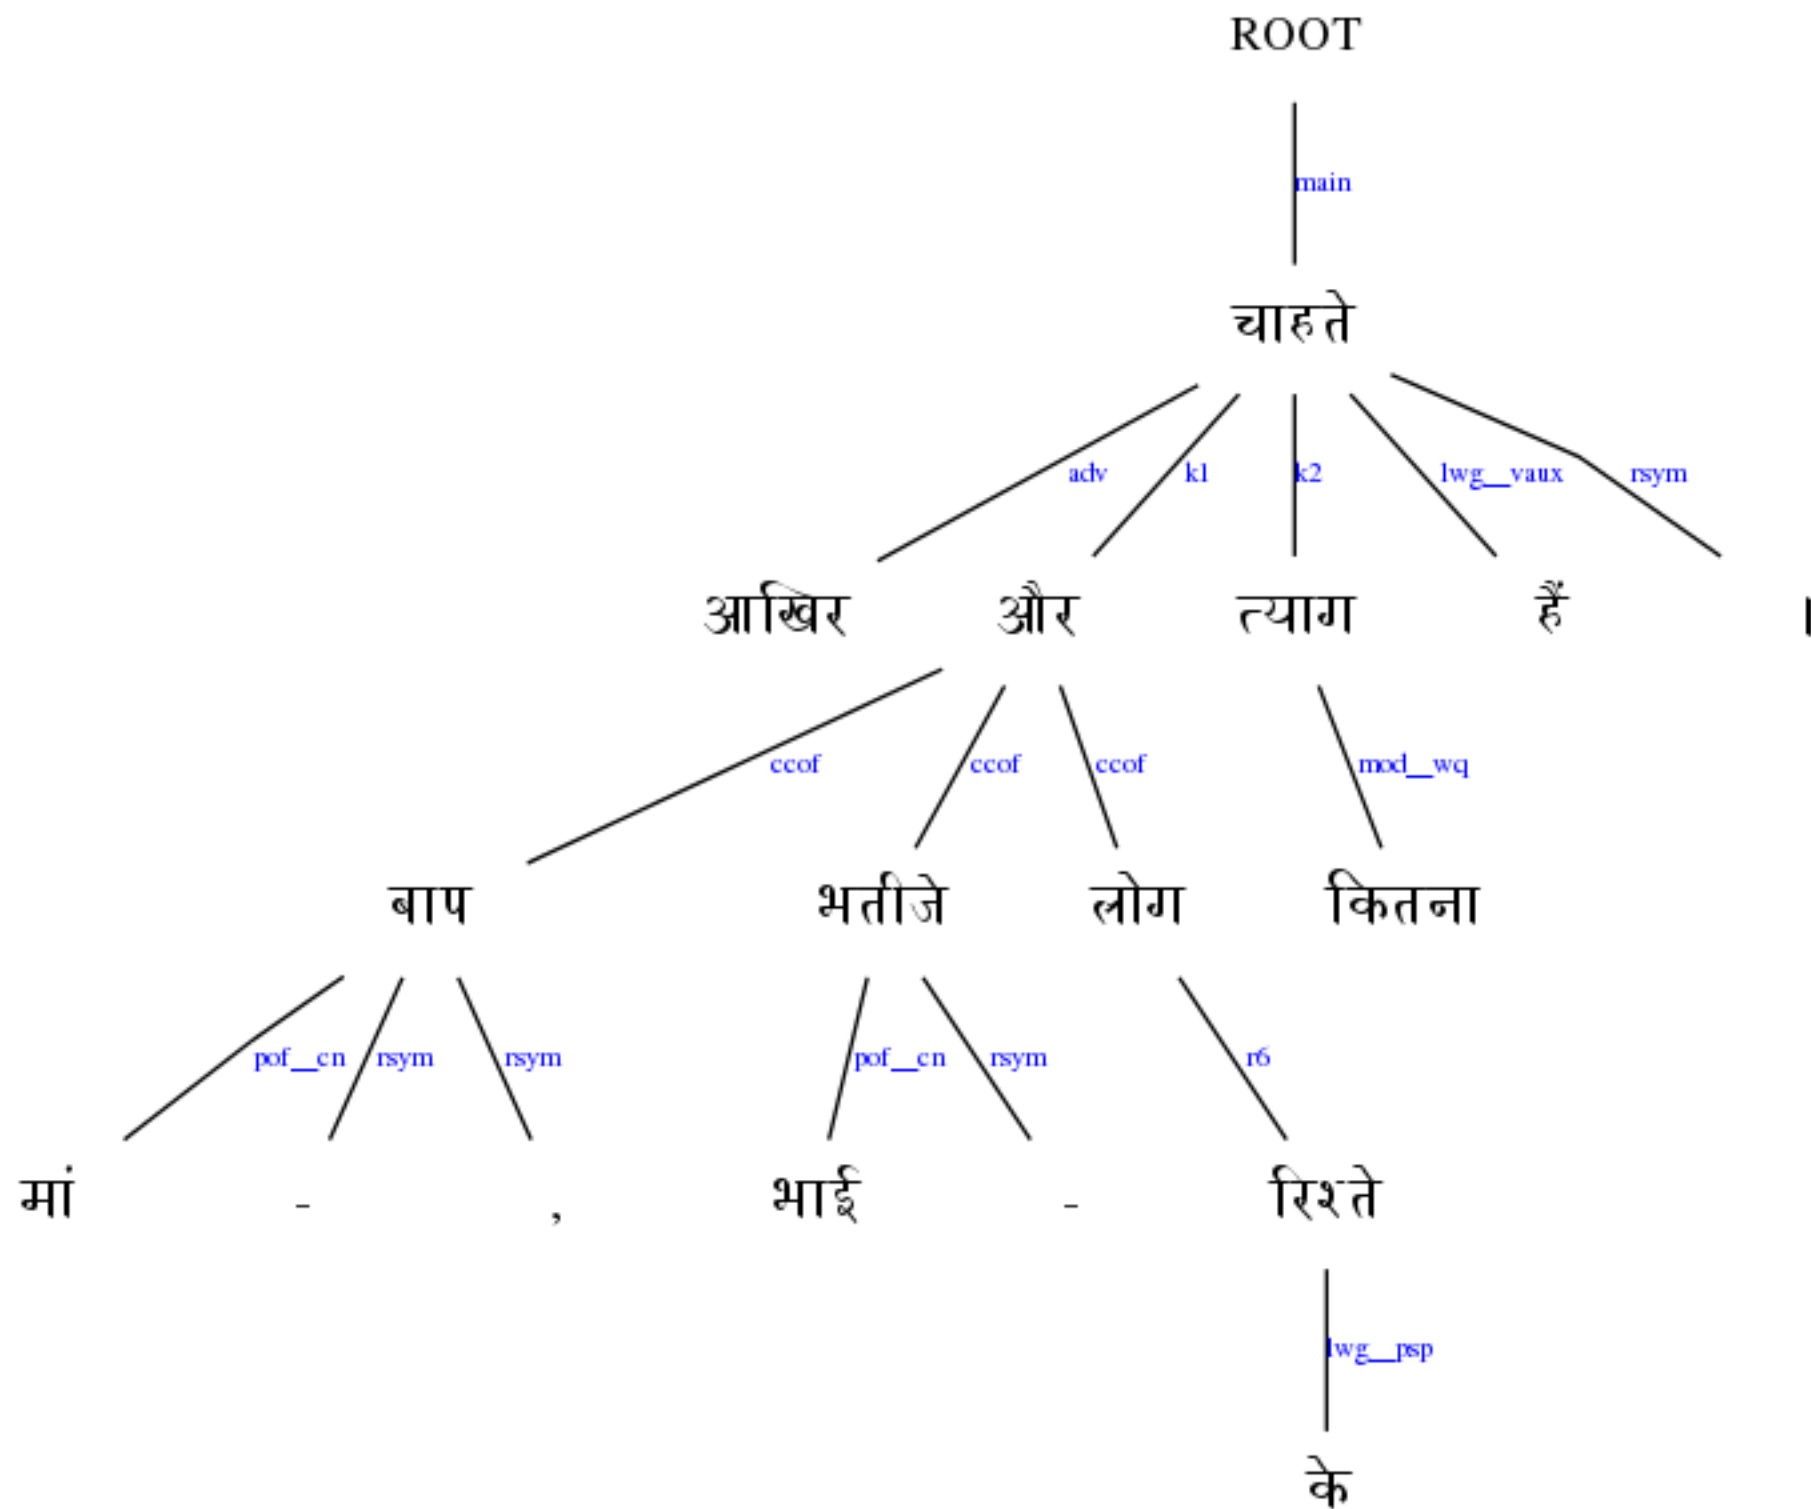 ROOT
main
चाहते
adv k1 k2 lwg__vaux rsym
आखिर और त्याग हैं ।
ccof ccof ccof mod__wq
बाप भतीजे लोग कितना
pof__cn rsym rsym pof__cn rsym r6
मां - , भाई - रिश्ते
lwg__psp
के